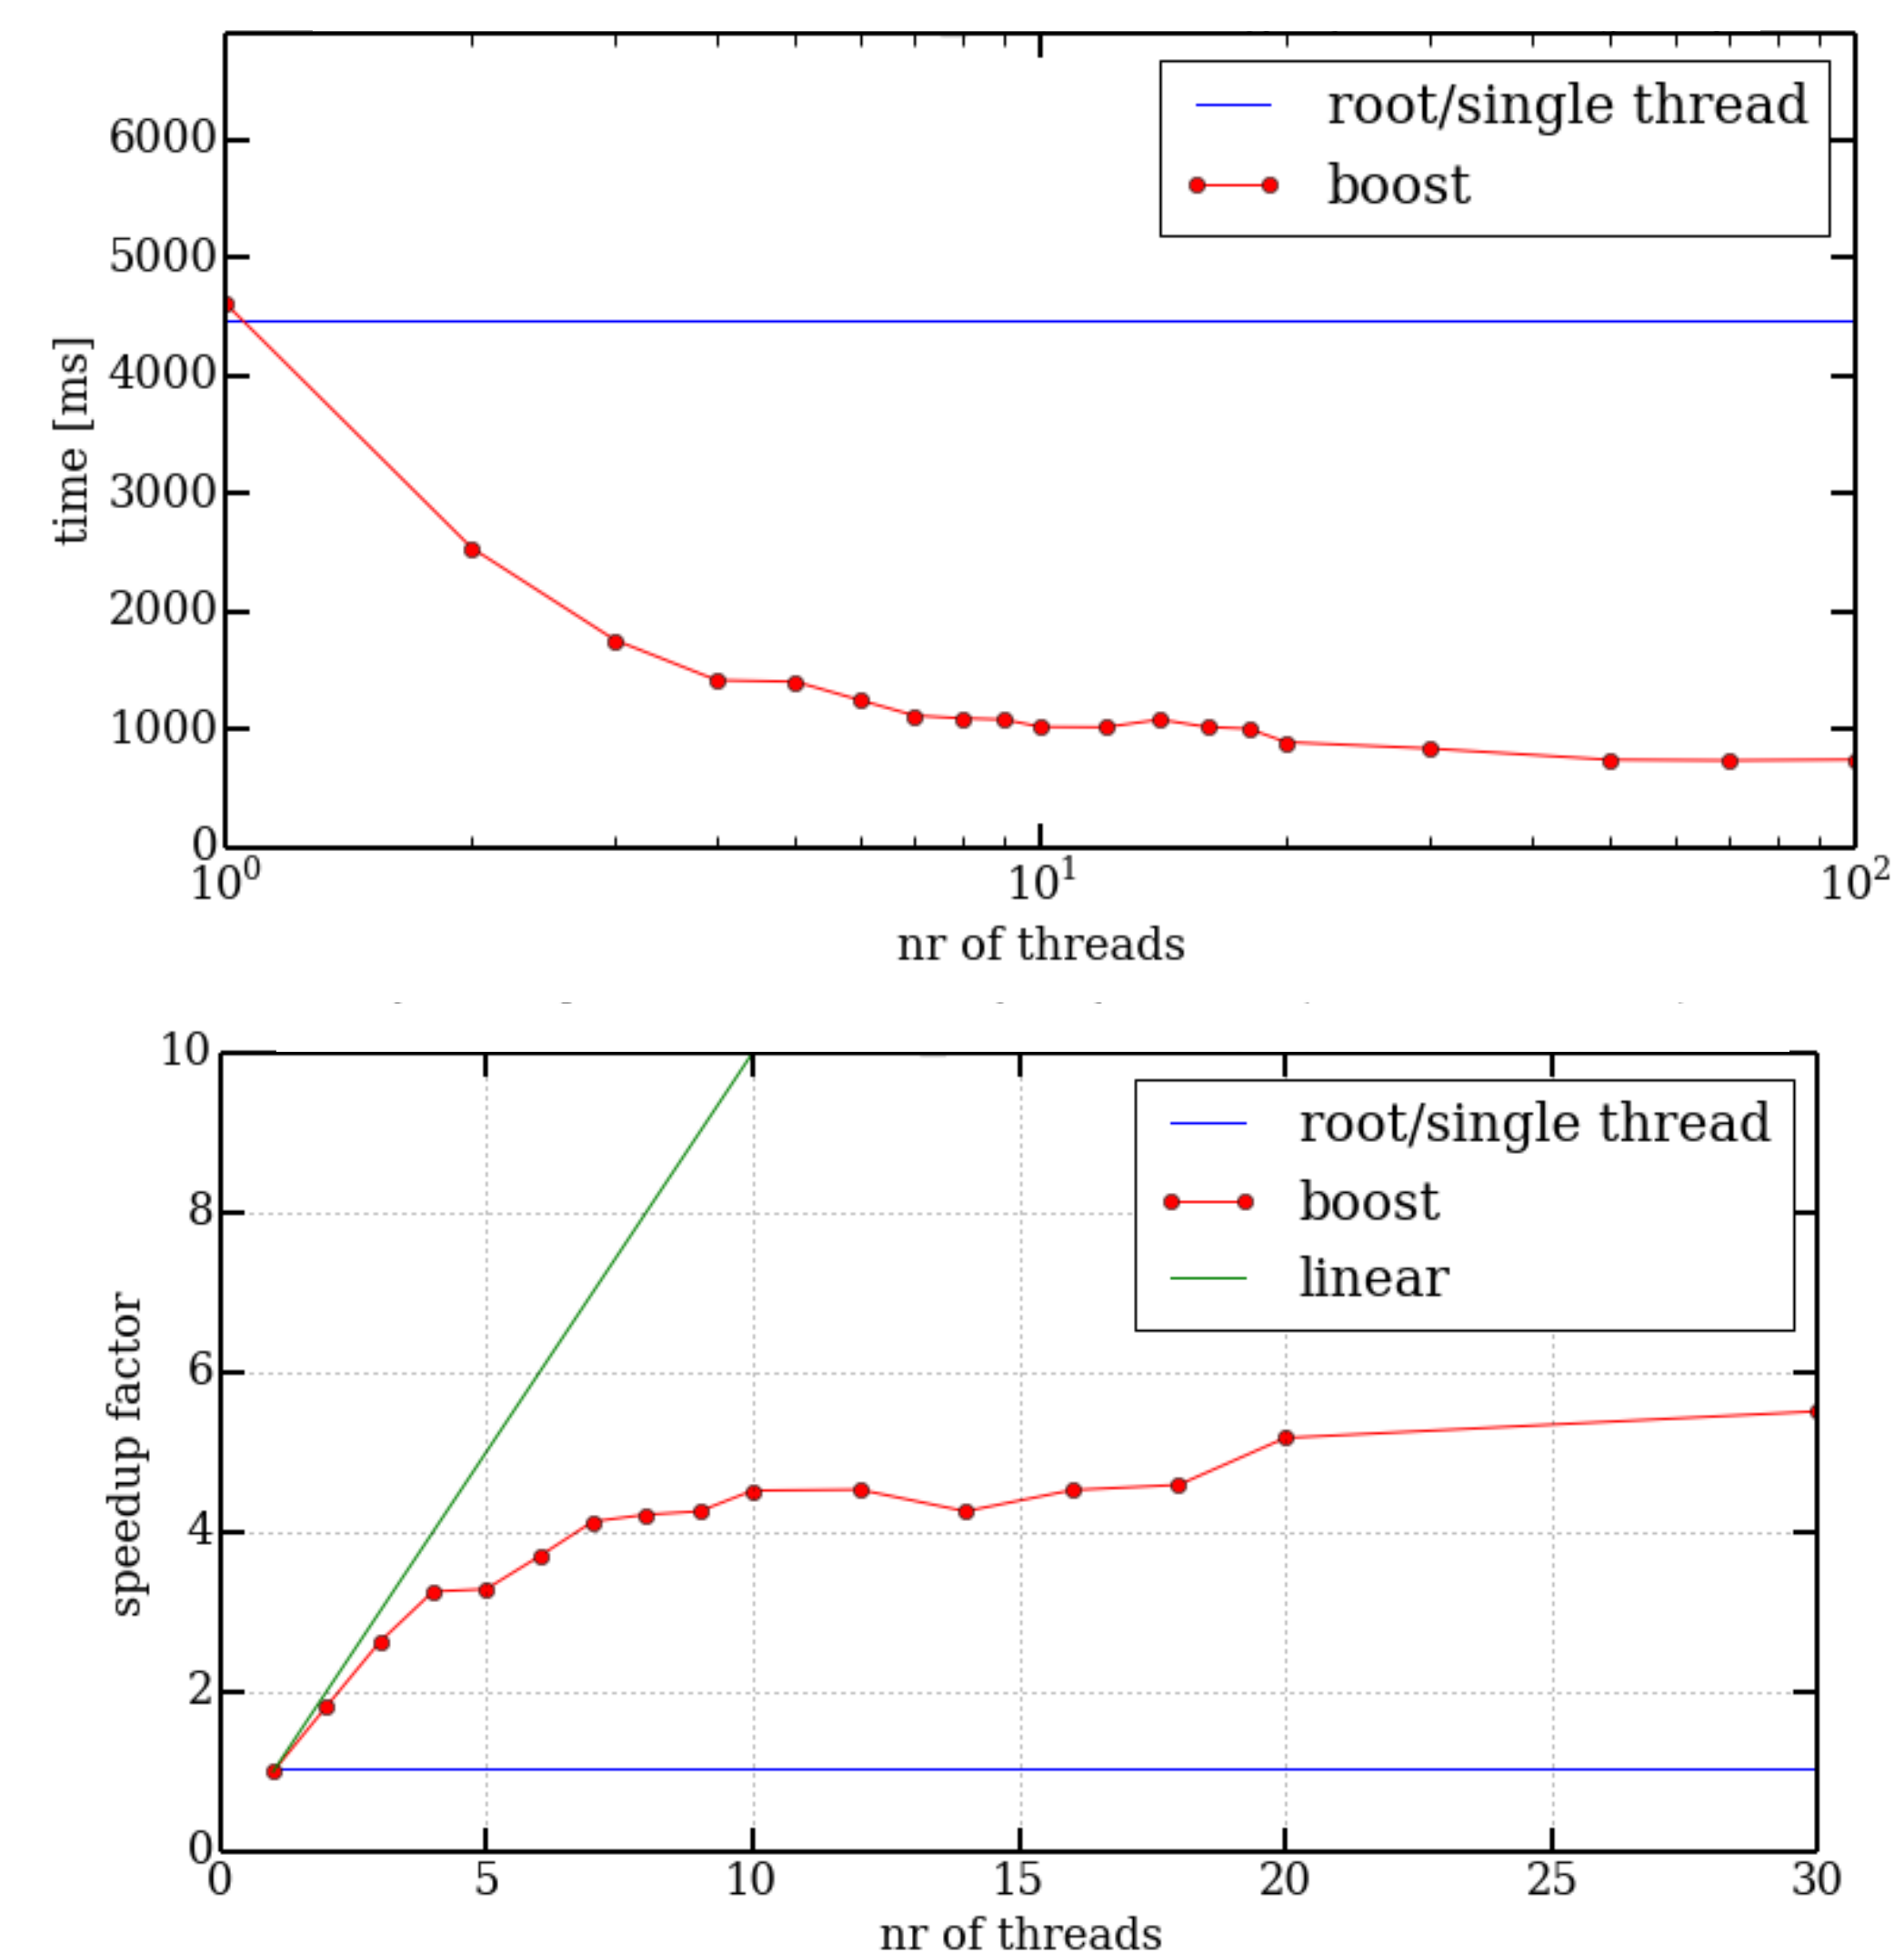 root/single thread
boost
6000
5000
4000
3000
2000
1000
0
time [ms]
10^0 10^1 10^2
nr of threads
10
8
6
4
2
0
speedup factor
root/single thread
boost
linear
0 5 10 15 20 25 30
nr of threads